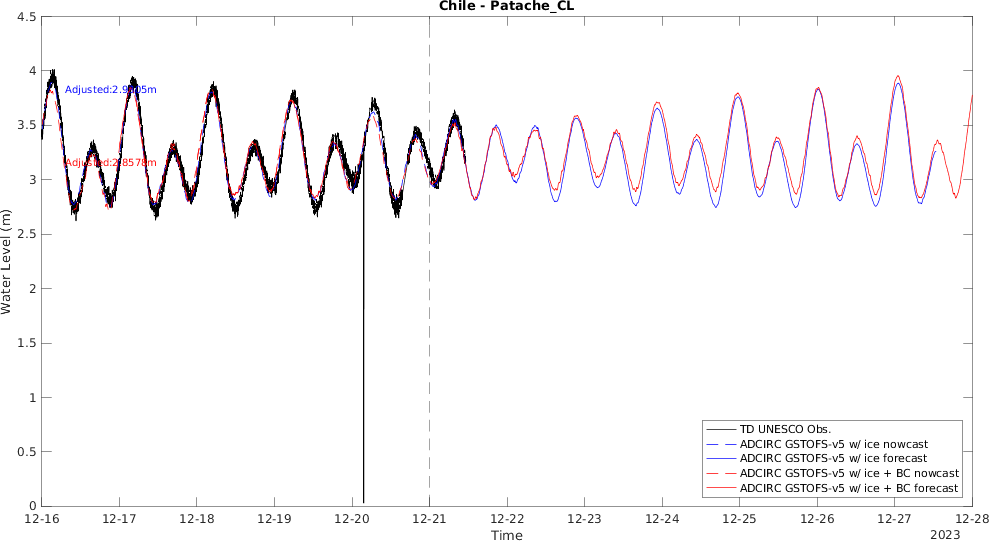 Chile - Patache_CL
4.5
4
3.5
3
2.5
2
1.5
1
0.5
0
Water Level (m)
Adjusted:2.8578m
12-16 12-17 12-18 12-19 12-20 12-21 12-22 12-23 12-24 12-25 12-26 12-27 12-28
Time
2023
TD UNESCO Obs.
ADCIRC GSTOFS-v5 w/ ice nowcast
ADCIRC GSTOFS-v5 w/ ice forecast
ADCIRC GSTOFS-v5 w/ ice + BC nowcast
ADCIRC GSTOFS-v5 w/ ice + BC forecast